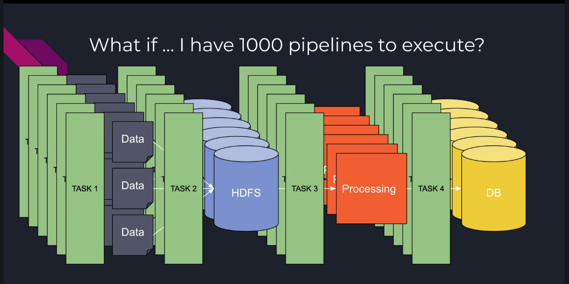 What if ... I have 1000 pipelines to execute?
Data
TASK 1
Data
TASK 2
HDFS
TASK 3
Processing
TASK 4
DB
Data